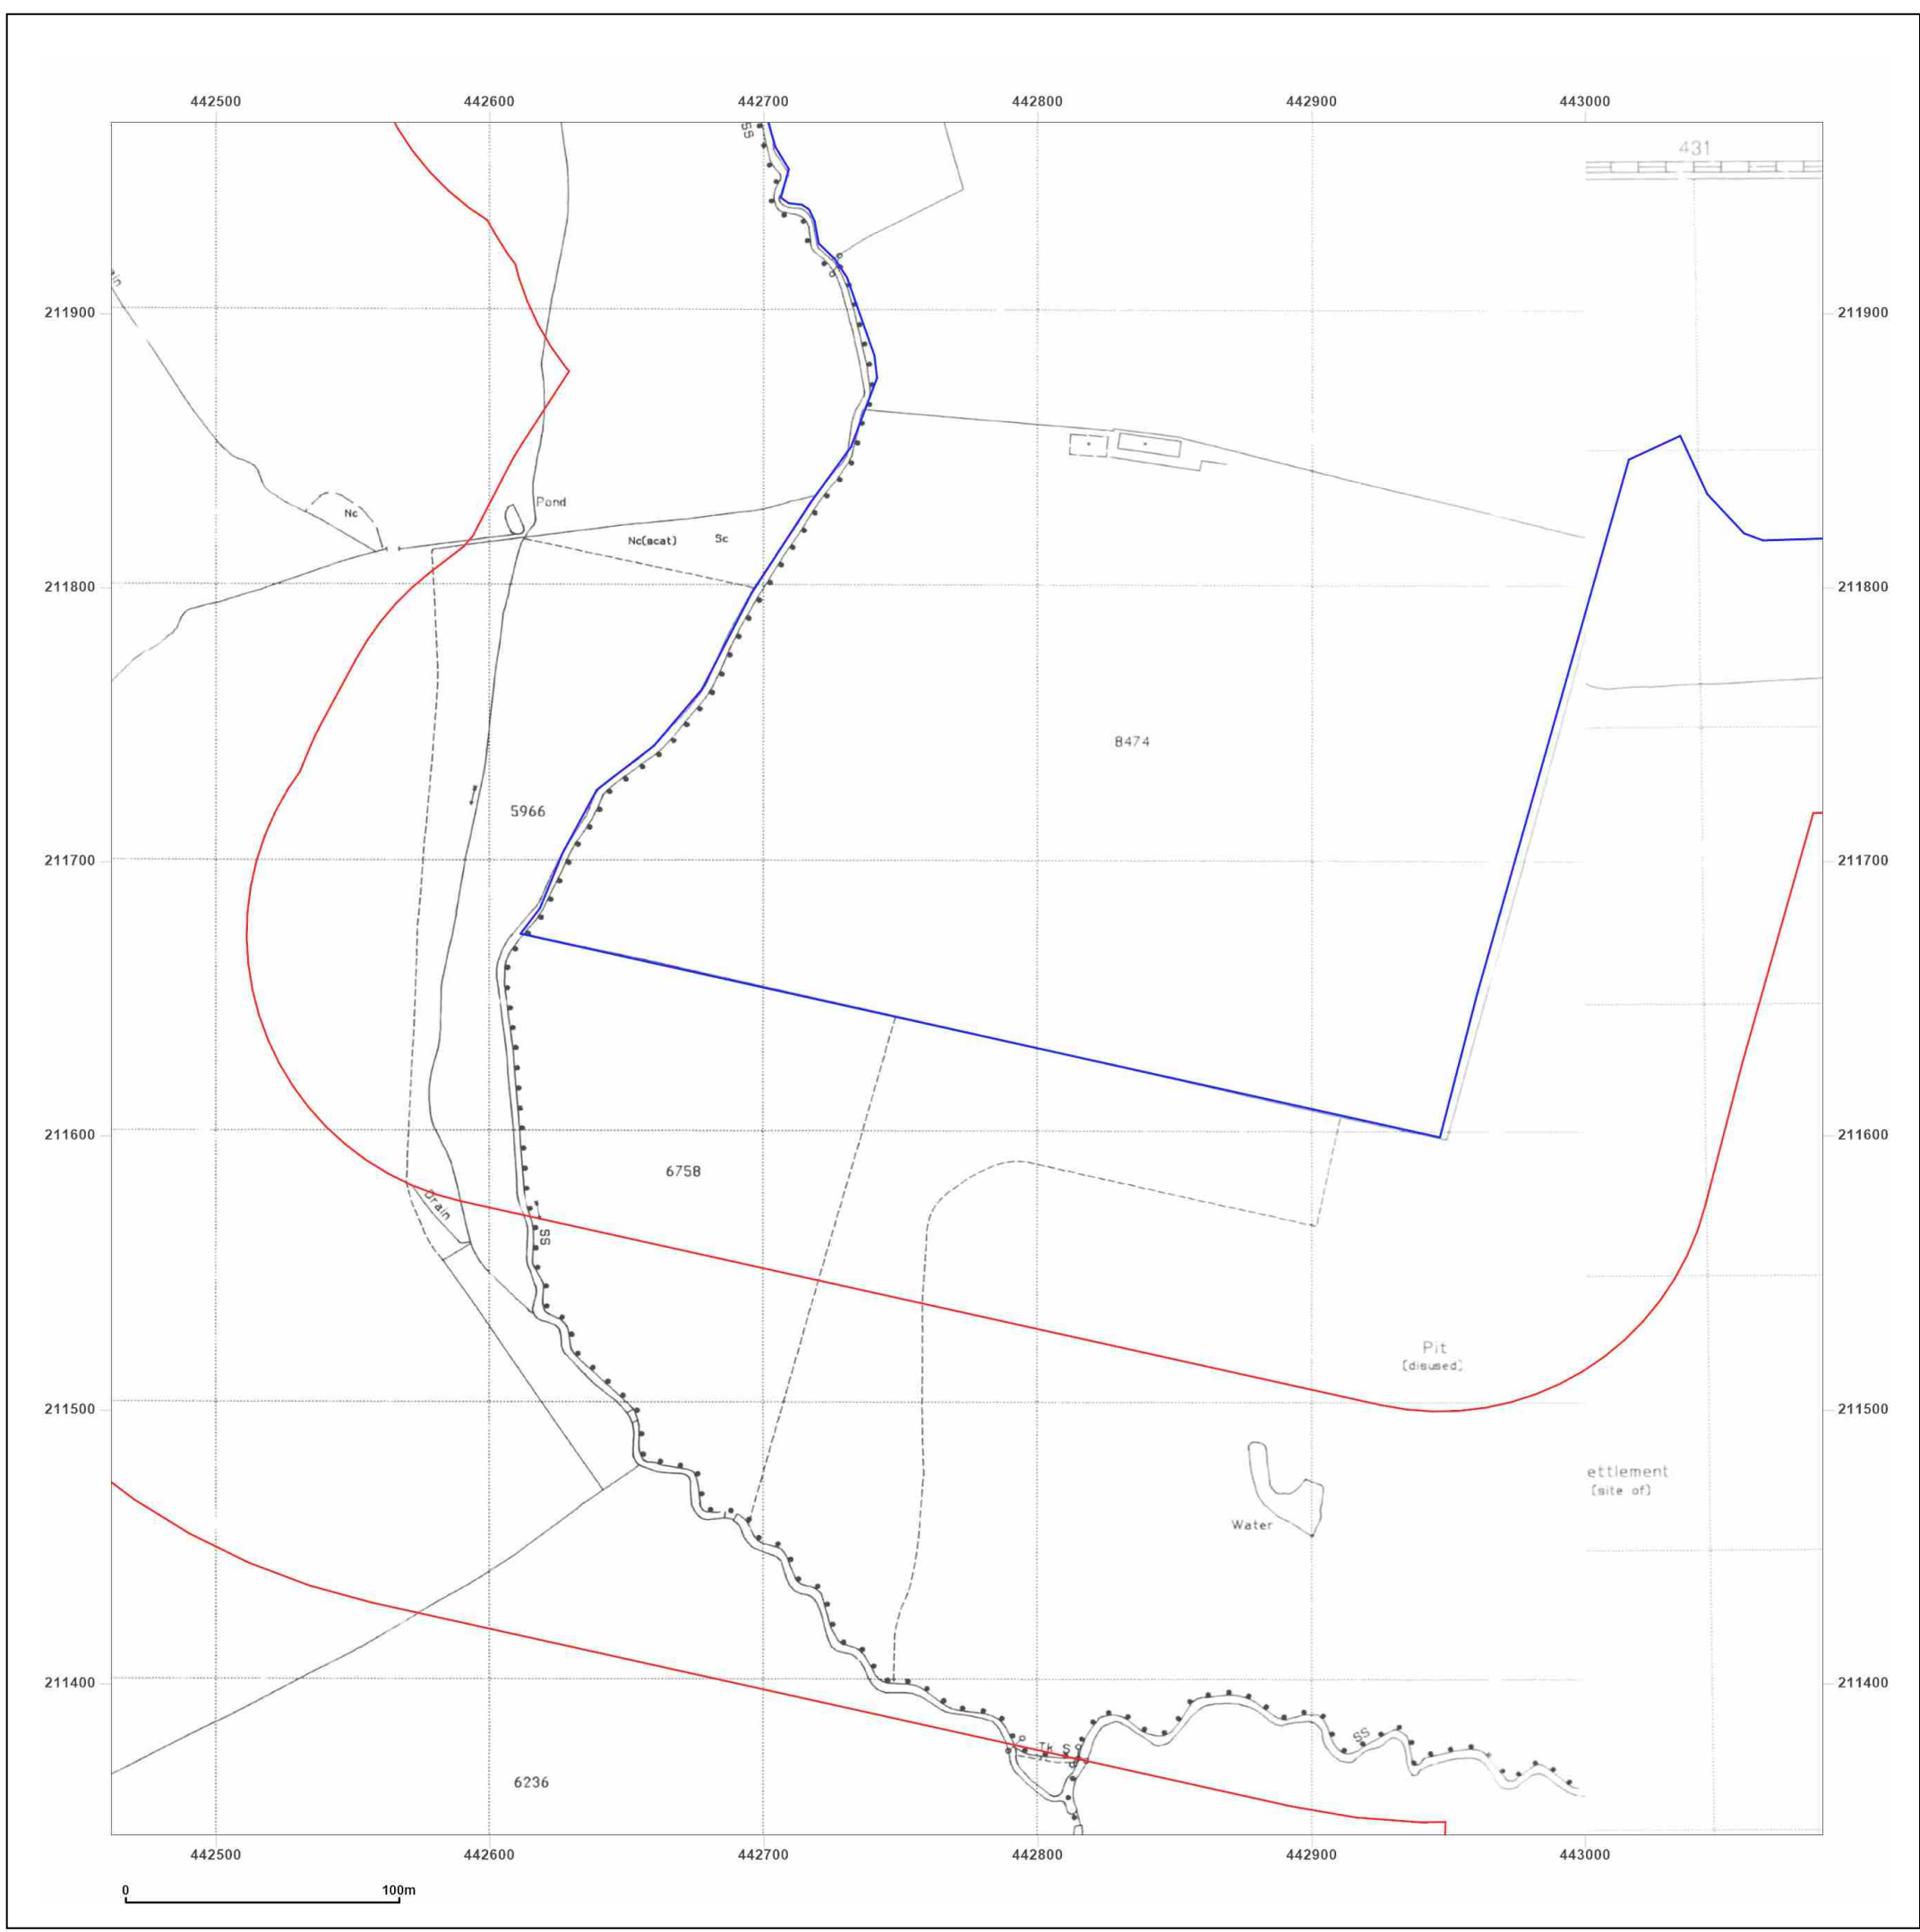 442500 442600 442700 442800 442900 443000
SS
431
211900 211900
Pond
Nc
Nc(scat) Sc
211800 211800
8474
5966
211700 211700
211600 211600
6758
Drain
SS
Pit
(disused)
211500 211500
ettlement
(site of)
Water
211400 211400
SS
Tk S
6236
442500 442600 442700 442800 442900 443000
0 100m